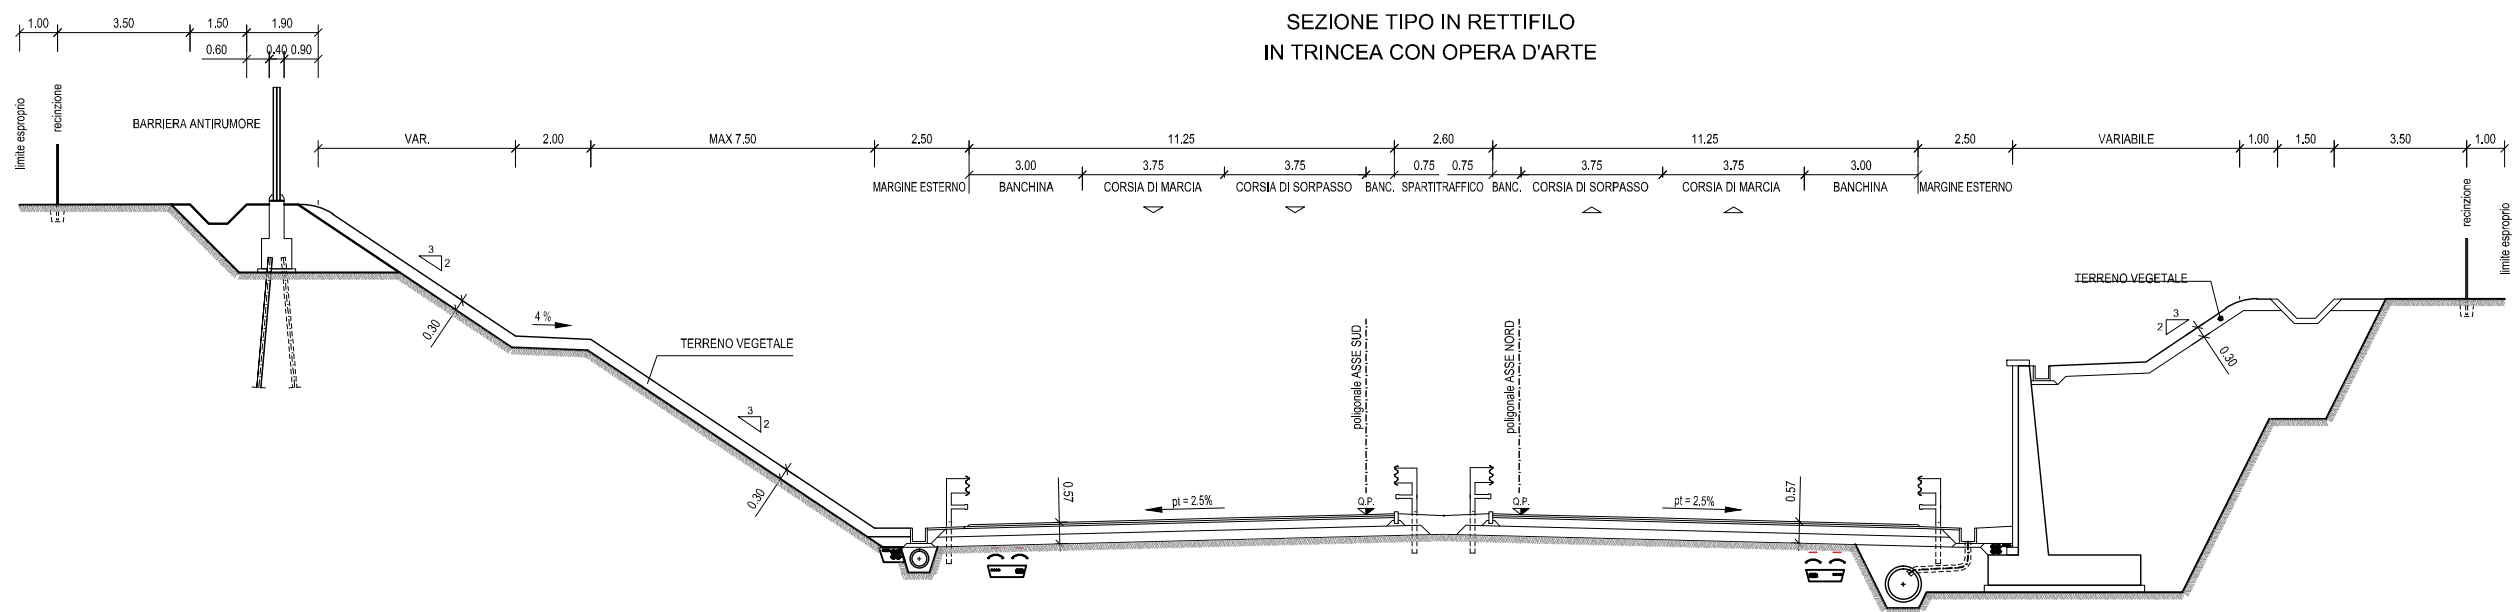 SEZIONE TIPO IN RETTIFILO
IN TRINCEA CON OPERA D'ARTE
1.00 3.50 1.50 1.90
0.60 0.40 0.90
limite esproprio
recinzione
BARRIERA ANTIRUMORE
VAR. 2.00 MAX 7.50 2.50 11.25 2.60 11.25 2.50 VARIABILE 1.00 1.50 3.50 1.00
3.00 3.75 3.75 0.75 0.75 3.75 3.75 3.00
MARGINE ESTERNO BANCHINA CORSIA DI MARCIA CORSIA DI SORPASSO BANC. SPARTITRAFFICO BANC. CORSIA DI SORPASSO CORSIA DI MARCIA BANCHINA MARGINE ESTERNO
recinzione
limite esproprio
3
2
TERRENO VEGETALE
4 %
0.30
3
2
0.30
TERRENO VEGETALE
poligonale ASSE SUD
poligonale ASSE NORD
3
2
0.30
0.57
pt = 2.5%
Q.P.
Q.P.
pt = 2.5%
0.57